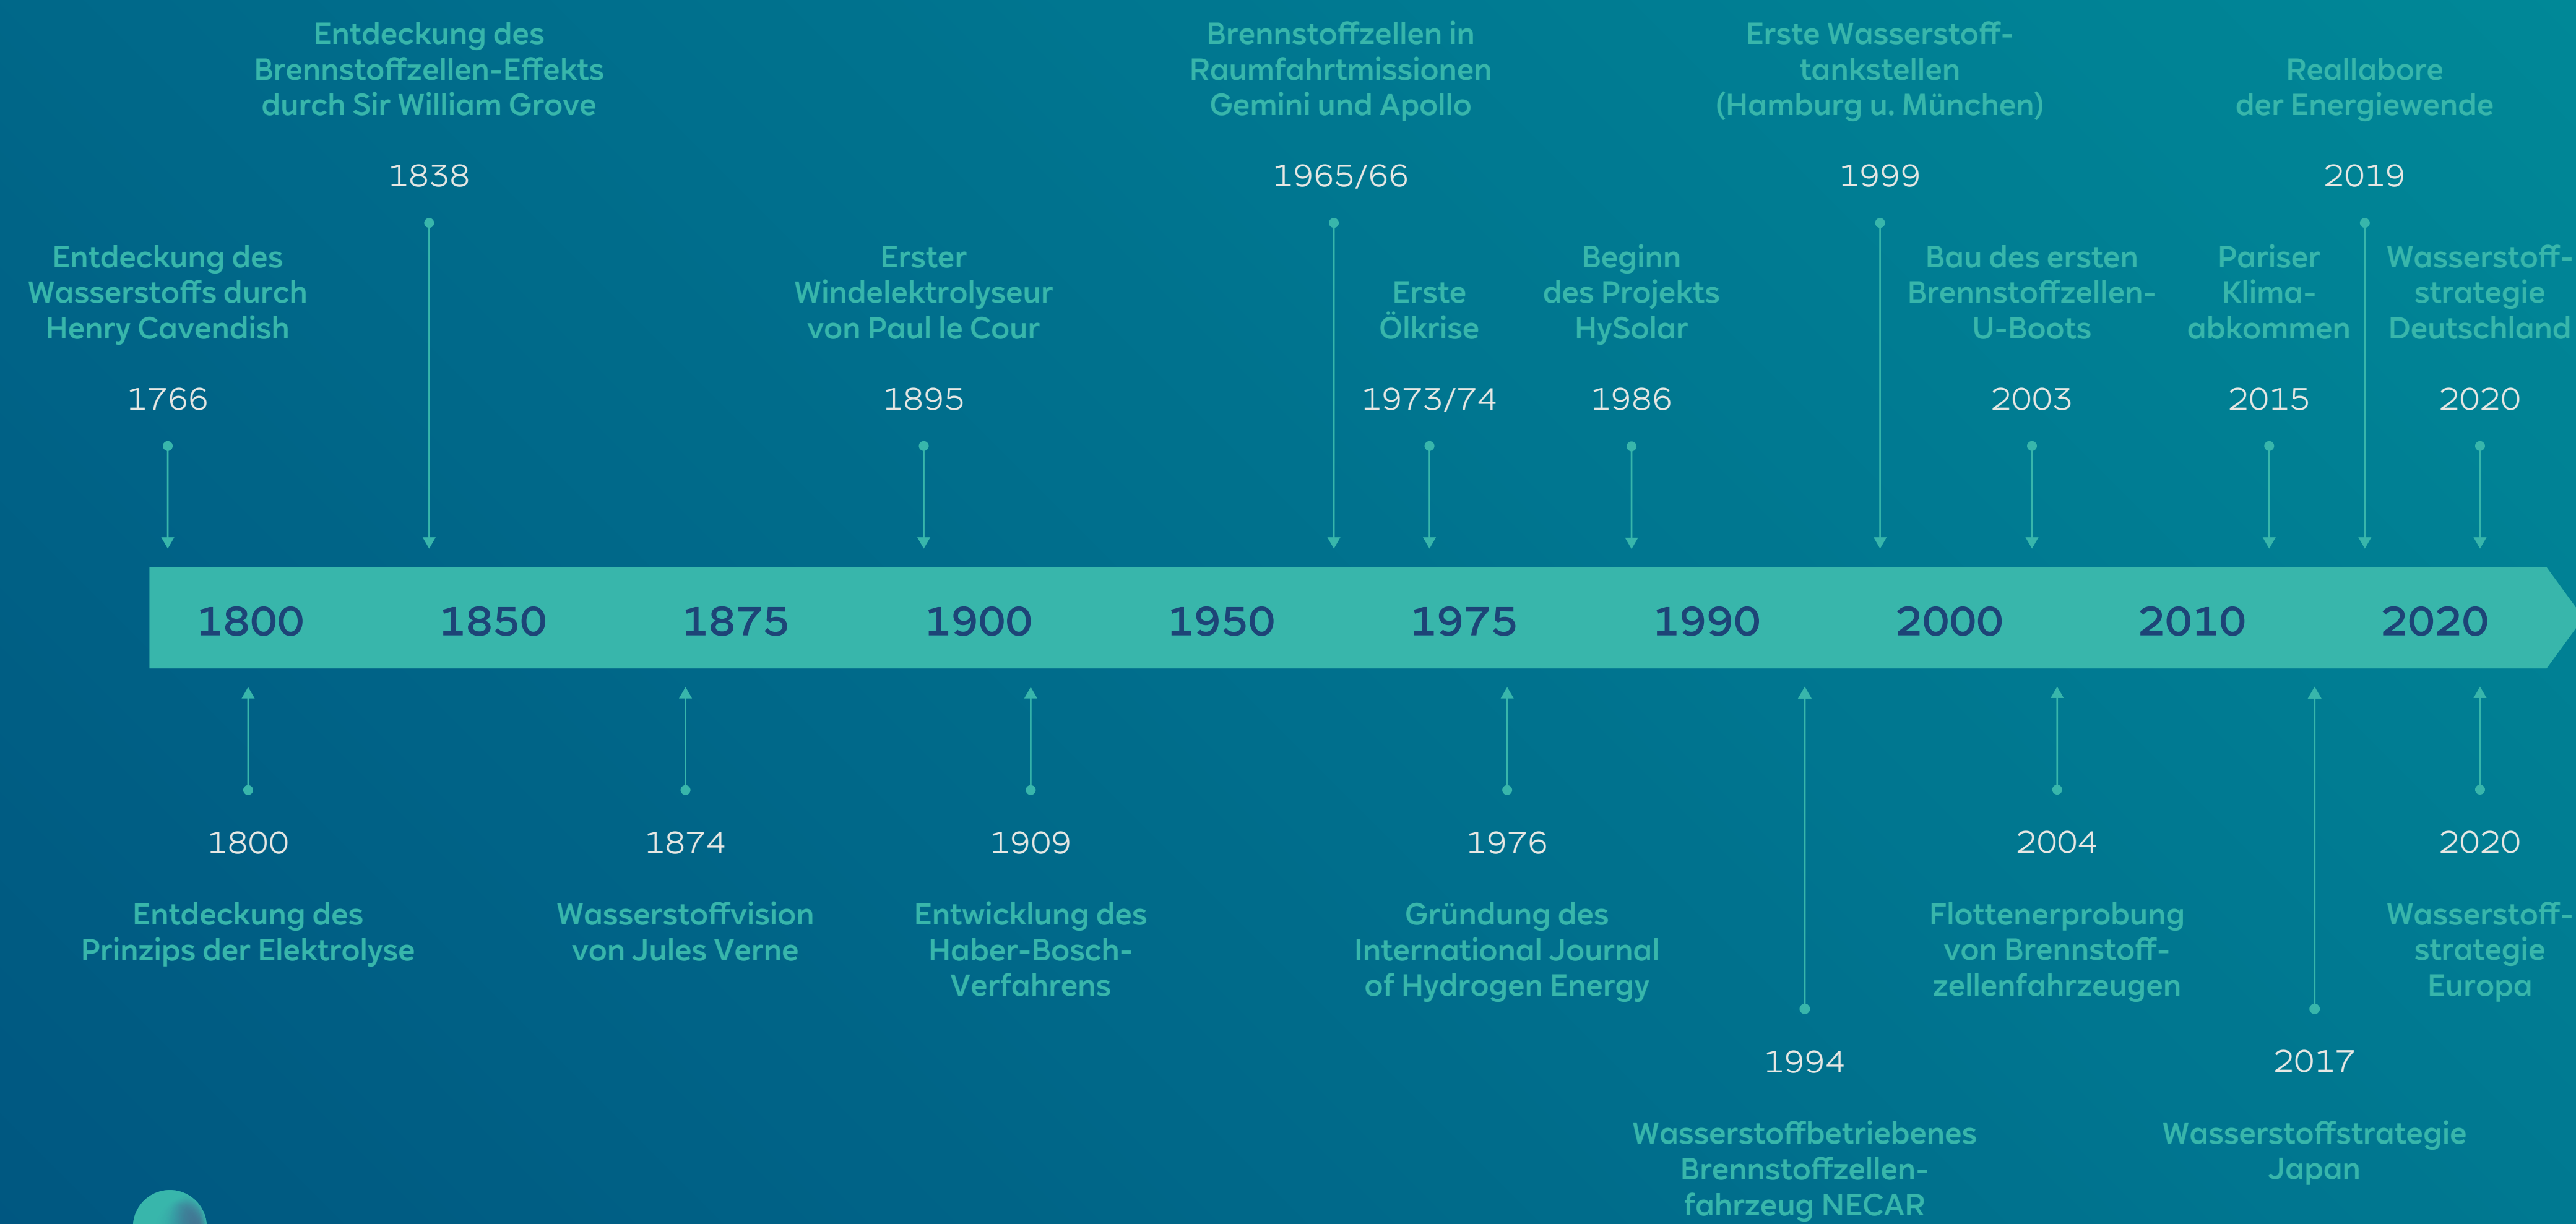 Entdeckung des
Brennstoffzellen-Effekts
durch Sir William Grove
1838
Brennstoffzellen in
Raumfahrtmissionen
Gemini und Apollo
1965/66
Erste Wasserstoff-
tankstellen
(Hamburg u. München)
1999
Reallabore
der Energiewende
2019
Entdeckung des
Wasserstoffs durch
Henry Cavendish
1766
Erster
Windelektrolyseur
von Paul le Cour
1895
Erste
Ölkrise
1973/74
Beginn
des Projekts
HySolar
1986
Bau des ersten
Brennstoffzellen-
U-Boots
2003
Pariser
Klima-
abkommen
2015
Wasserstoff-
strategie
Deutschland
2020
1800 1850 1875 1900 1950 1975 1990 2000 2010 2020
1800
Entdeckung des
Prinzips der Elektrolyse
1874
Wasserstoffvision
von Jules Verne
1909
Entwicklung des
Haber-Bosch-
Verfahrens
1976
Gründung des
International Journal
of Hydrogen Energy
2004
Flottenerprobung
von Brennstoff-
zellenfahrzeugen
2020
Wasserstoff-
strategie
Europa
1994
Wasserstoffbetriebenes
Brennstoffzellen-
fahrzeug NECAR
2017
Wasserstoffstrategie
Japan